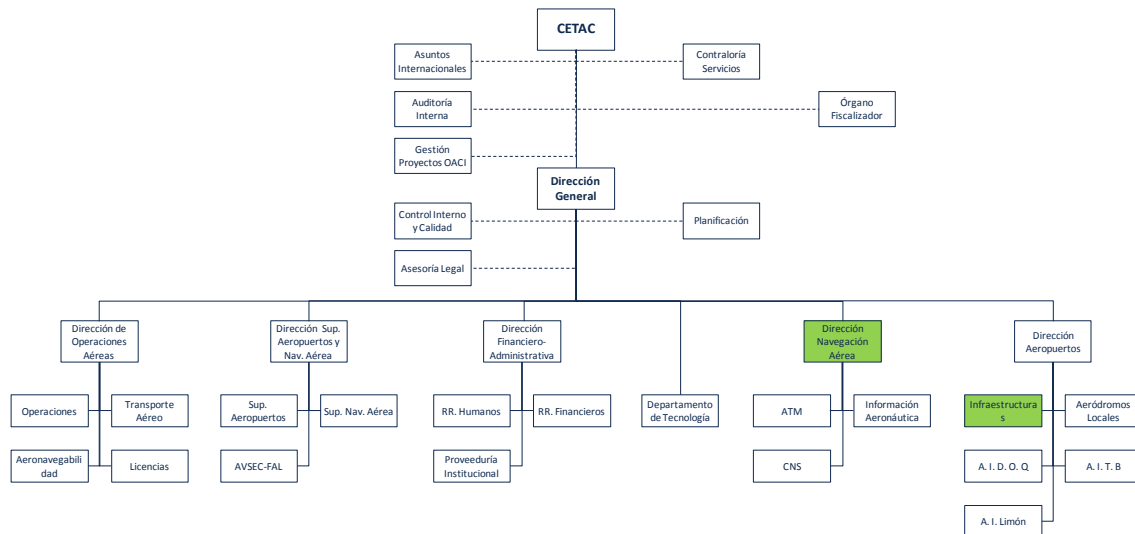 CETAC
Asuntos
Internacionales
Contraloría
Servicios
Auditoría
Interna
Órgano
Fiscalizador
Gestión
Proyectos OACI
Dirección
General
Control Interno
y Calidad
Planificación
Asesoría Legal
Dirección de
Operaciones
Aéreas
Dirección Sup.
Aeropuertos y
Nav. Aérea
Dirección
Financiero-
Administrativa
Dirección
Navegación
Aérea
Dirección
Aeropuertos
Operaciones
Transporte
Aéreo
Sup.
Aeropuertos
Sup. Nav. Aérea
RR. Humanos
RR. Financieros
Departamento
de Tecnología
ATM
Información
Aeronáutica
Infraestructura
s
Aeródromos
Locales
Aeronavegabili
dad
Licencias
AVSEC-FAL
Proveeduría
Institucional
CNS
A. I. D. O. Q
A. I. T. B
A. I. Limón